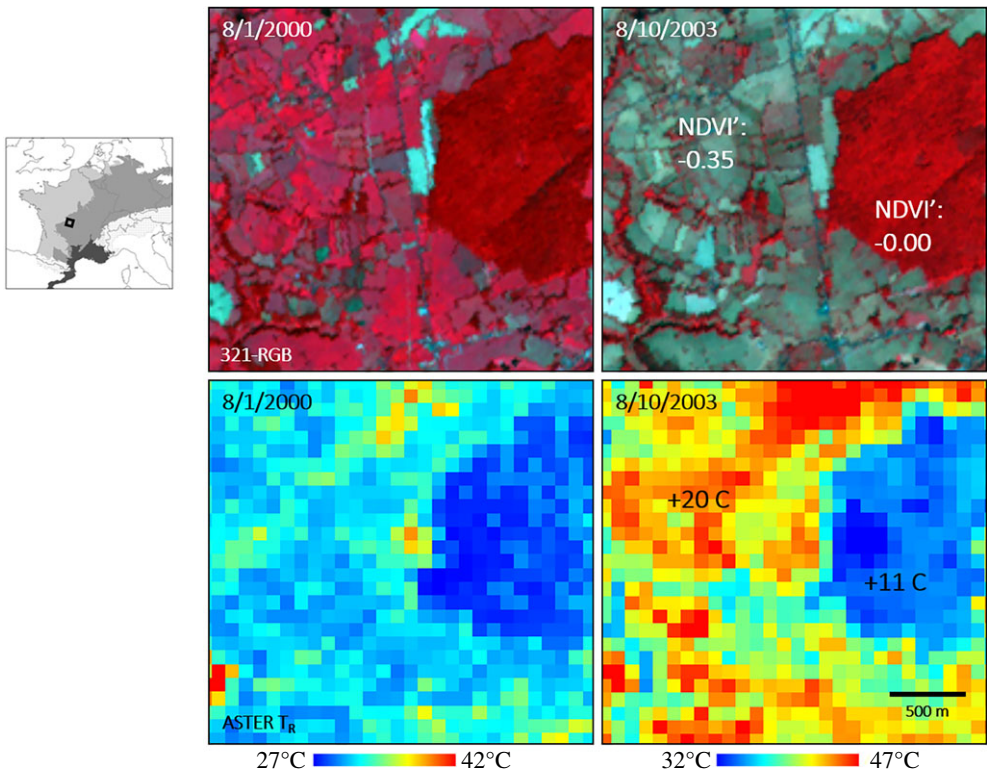 8/1/2000
8/10/2003
NDVI':
-0.35
NDVI':
-0.00
321-RGB
8/1/2000
8/10/2003
+20 C
+11 C
500 m
ASTER TR
27°C 42°C 32°C 47°C